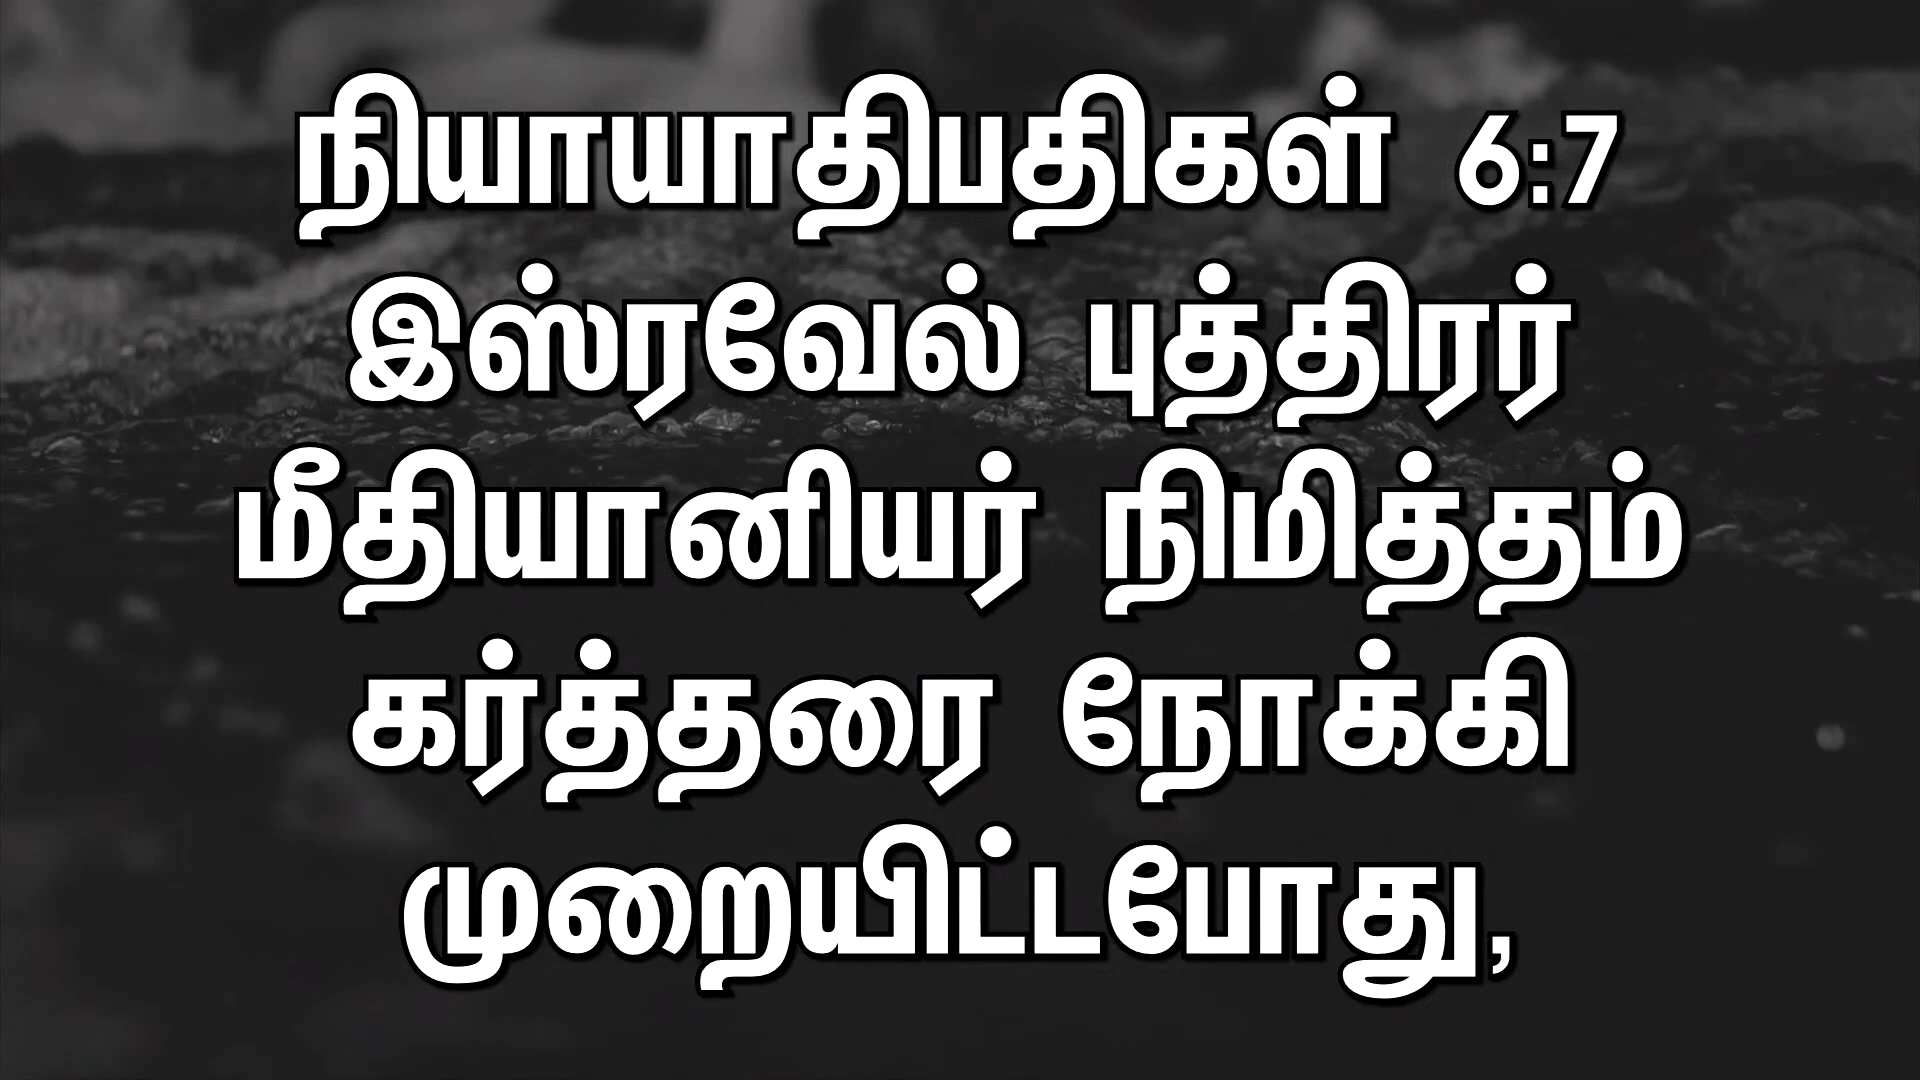 நியாயாதிபதிகள் 6:7
இஸ்ரவேல் புத்திரர்
மீதியானியர் நிமித்தம்
கர்த்தரை நோக்கி
முறையிட்டபோது,